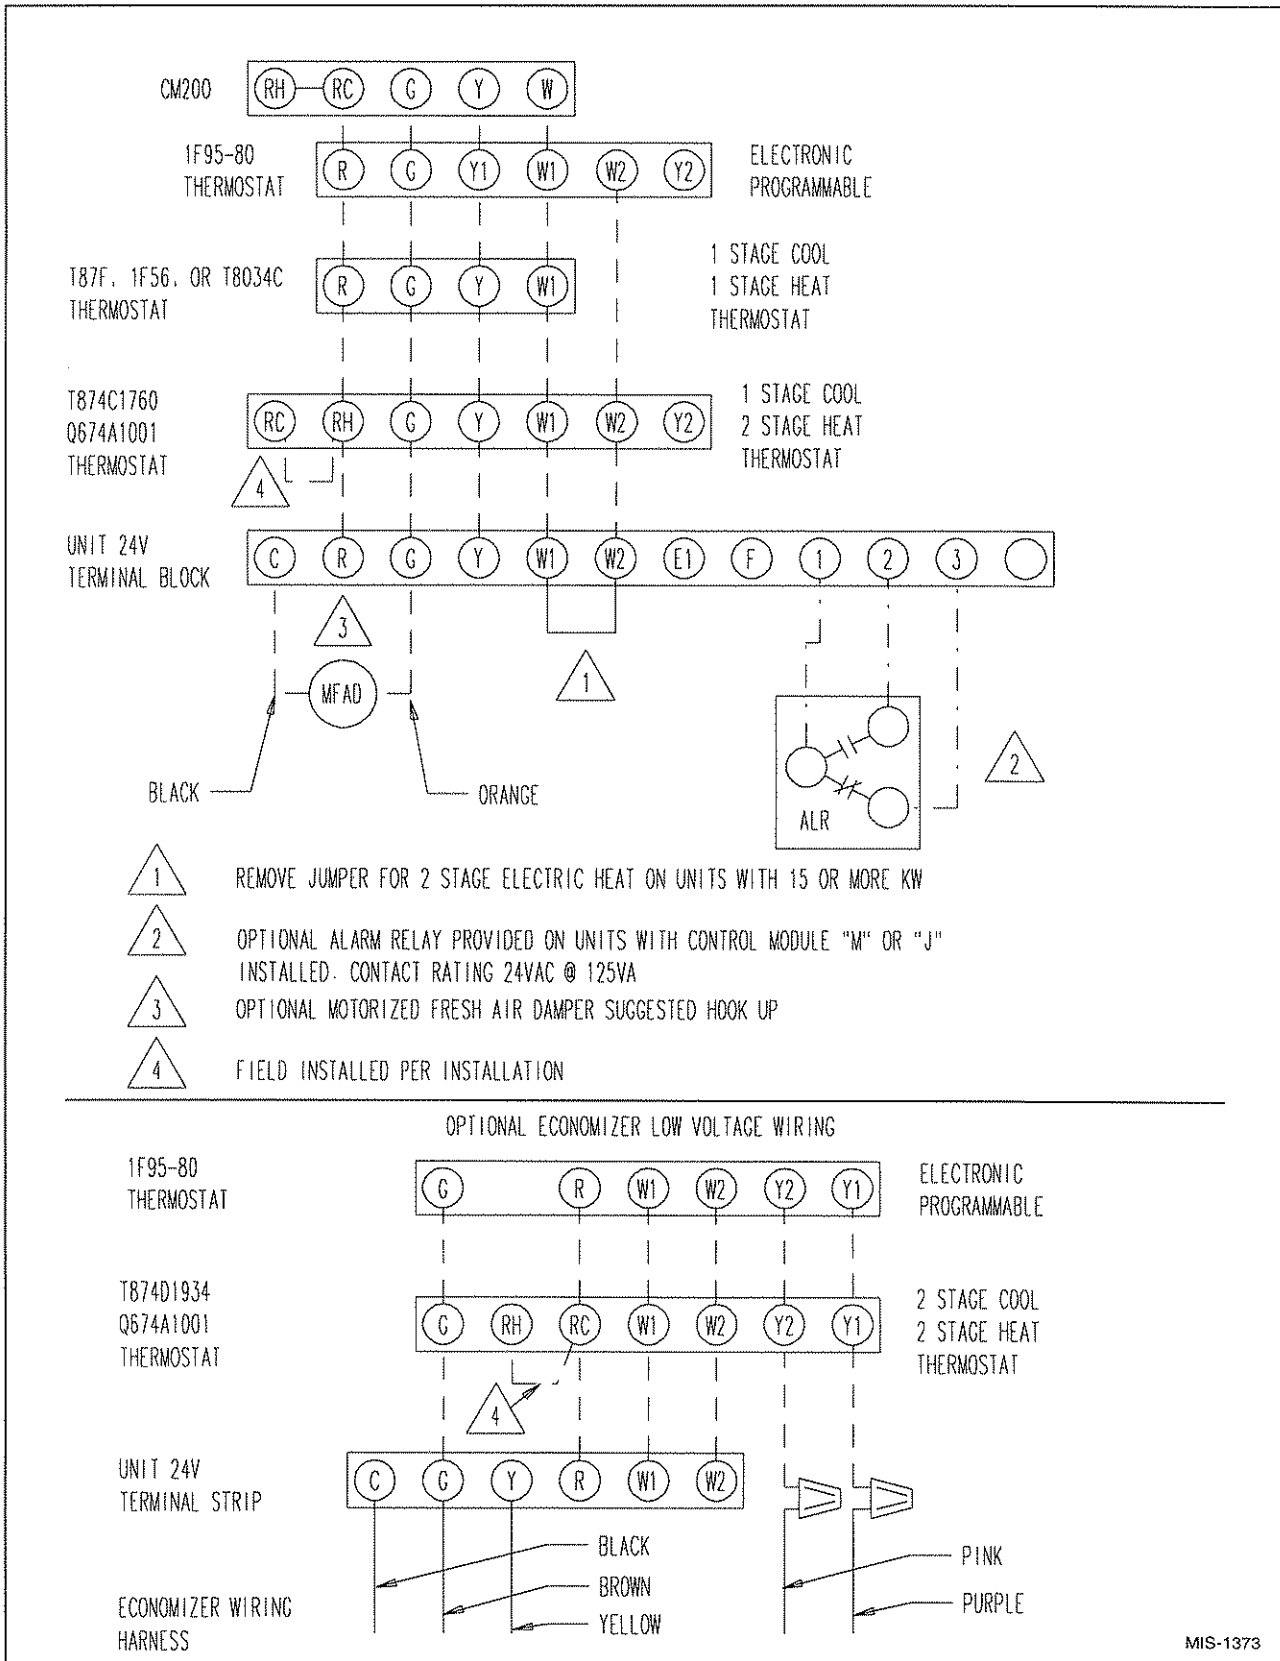 CM200 RH RC G Y W
1F95-80
THERMOSTAT
R G Y1 W1 W2 Y2
ELECTRONIC
PROGRAMMABLE
T87F, 1F56, OR T8034C
THERMOSTAT
R G Y W1
1 STAGE COOL
1 STAGE HEAT
THERMOSTAT
T874C1760
Q674A1001
THERMOSTAT
RC RH G Y W1 W2 Y2
1 STAGE COOL
2 STAGE HEAT
THERMOSTAT
4
UNIT 24V
TERMINAL BLOCK
C R G Y W1 W2 E1 F 1 2 3
3
1
MFAD
2
BLACK
ORANGE
ALR
1 REMOVE JUMPER FOR 2 STAGE ELECTRIC HEAT ON UNITS WITH 15 OR MORE KW
2 OPTIONAL ALARM RELAY PROVIDED ON UNITS WITH CONTROL MODULE "M" OR "J"
INSTALLED. CONTACT RATING 24VAC @ 125VA
3 OPTIONAL MOTORIZED FRESH AIR DAMPER SUGGESTED HOOK UP
4 FIELD INSTALLED PER INSTALLATION
OPTIONAL ECONOMIZER LOW VOLTAGE WIRING
1F95-80
THERMOSTAT
G R W1 W2 Y2 Y1
ELECTRONIC
PROGRAMMABLE
T874D1934
Q674A1001
THERMOSTAT
G RH RC W1 W2 Y2 Y1
2 STAGE COOL
2 STAGE HEAT
THERMOSTAT
4
UNIT 24V
TERMINAL STRIP
C G Y R W1 W2
BLACK
BROWN
YELLOW
PINK
PURPLE
ECONOMIZER WIRING
HARNESS
MIS-1373